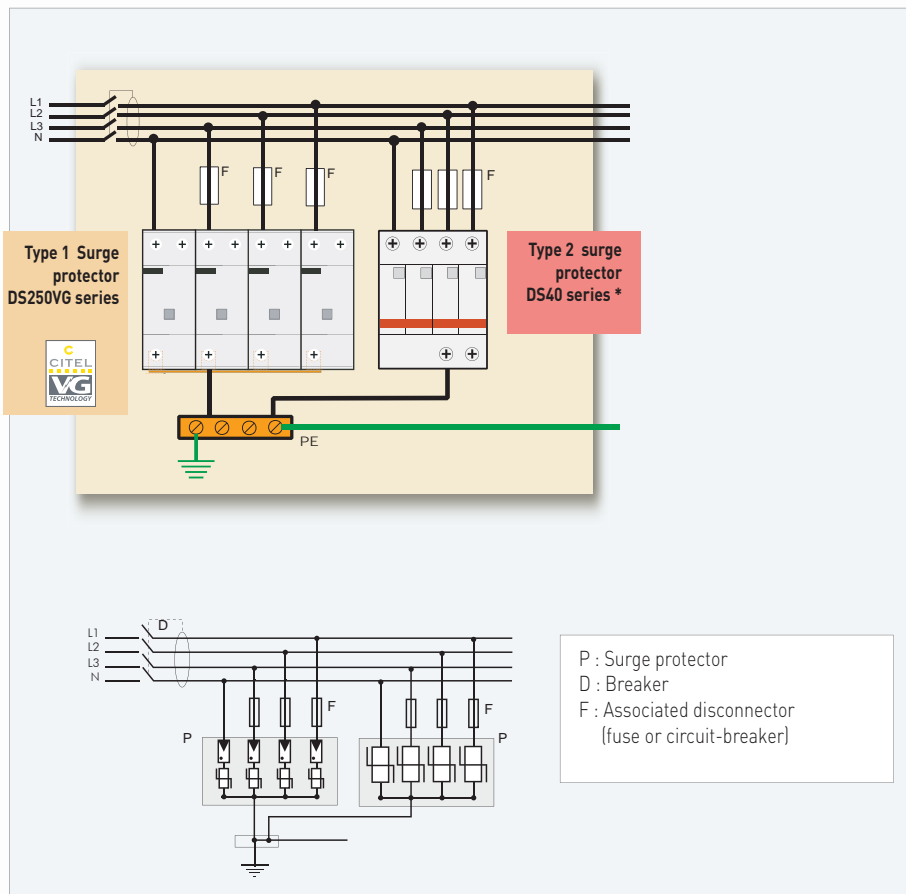 L1
L2
L3
N
F
F
F
F
Type 1 Surge
protector
DS250VG series
C
CITEL
VG
TECHNOLOGY
Type 2 surge
protector
DS40 series *
PE
L1
L2
L3
N
D
F
F
P
P
P : Surge protector
D : Breaker
F : Associated disconnector
(fuse or circuit-breaker)